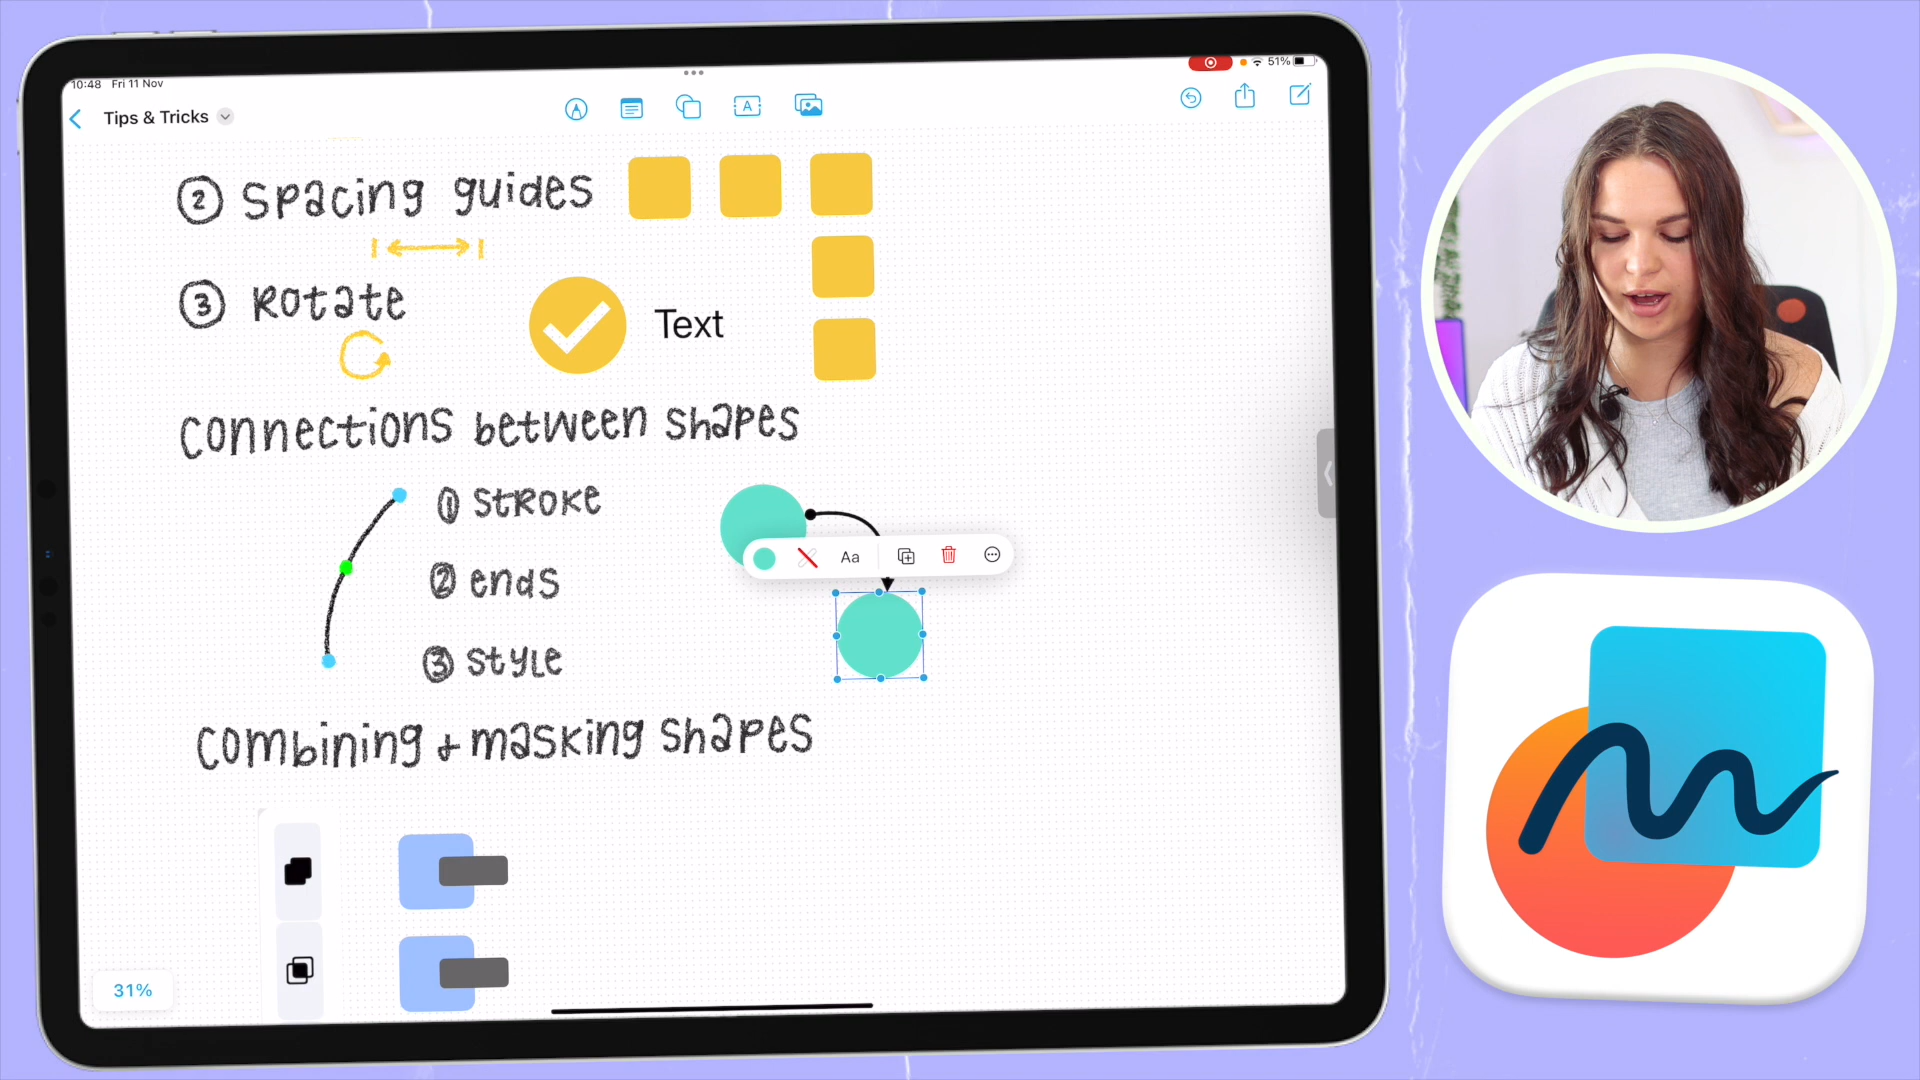 10:48 Fri 11 Nov
51%
Tips & Tricks
A
② Spacing guides
③ Rotate
Text
Connections between shapes
① Stroke
② ends
Aa
③ Style
Combining + masking shapes
31%